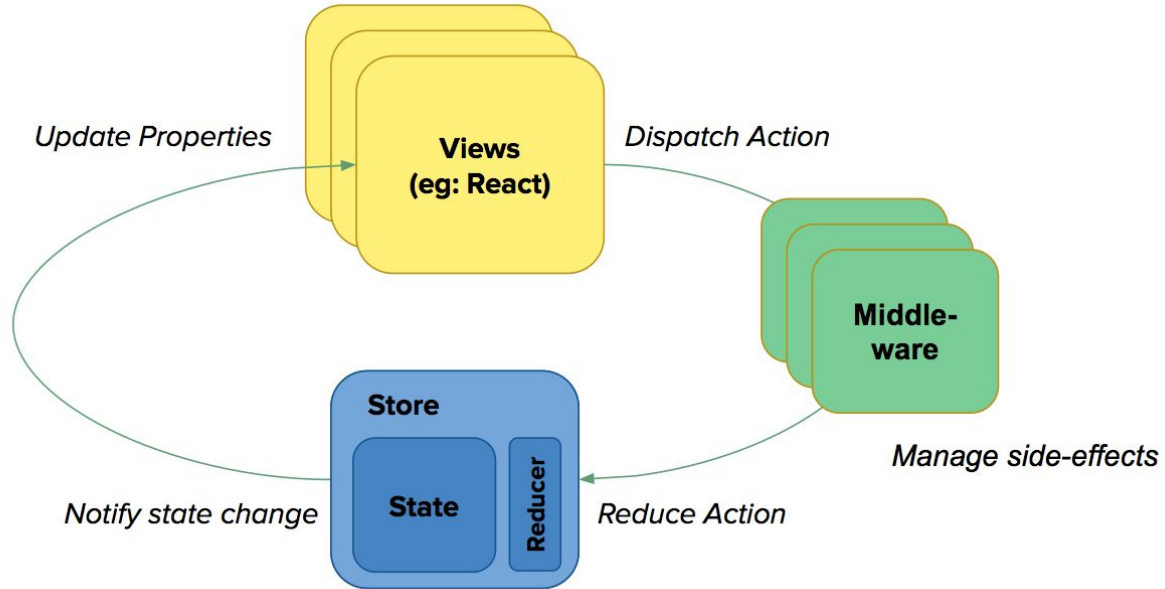 Update Properties
Views
(eg: React)
Dispatch Action
Middle-
ware
Manage side-effects
Store
State
Reducer
Reduce Action
Notify state change